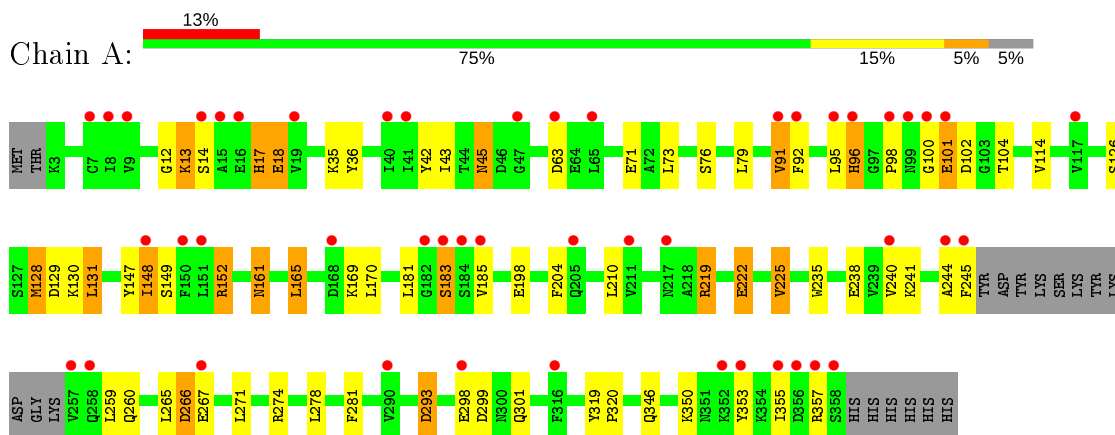 13%
Chain A:
75% 15% 5% 5%
MET THR K3 C7 I8 V9 G12 K13 S14 A15 E16 H17 E18 V19 K35 Y36 I40 I41 Y42 I43 T44 N45 D46 G47 D63 E64 L65 E71 A72 L73 S76 L79 V91 F92 L95 H96 G97 P98 N99 G100 E101 D102 G103 T104 V114 V117 S126
S127 M128 D129 K130 L131 Y147 I148 S149 F150 L151 R152 N161 L165 D168 K169 L170 L181 G182 S183 S184 V185 E198 F204 Q205 L210 V211 N217 A218 R219 E222 V225 W235 E238 V239 V240 K241 A244 F245 TYR ASP TYR LYS SER LYS TYR LYS
ASP GLY LYS V257 Q258 L259 Q260 L265 D266 E267 L271 R274 L278 F281 V290 D293 E298 D299 N300 Q301 F316 Y319 P320 Q346 K350 N351 K352 Y353 K354 I355 D356 R357 S358 HIS HIS HIS HIS HIS HIS